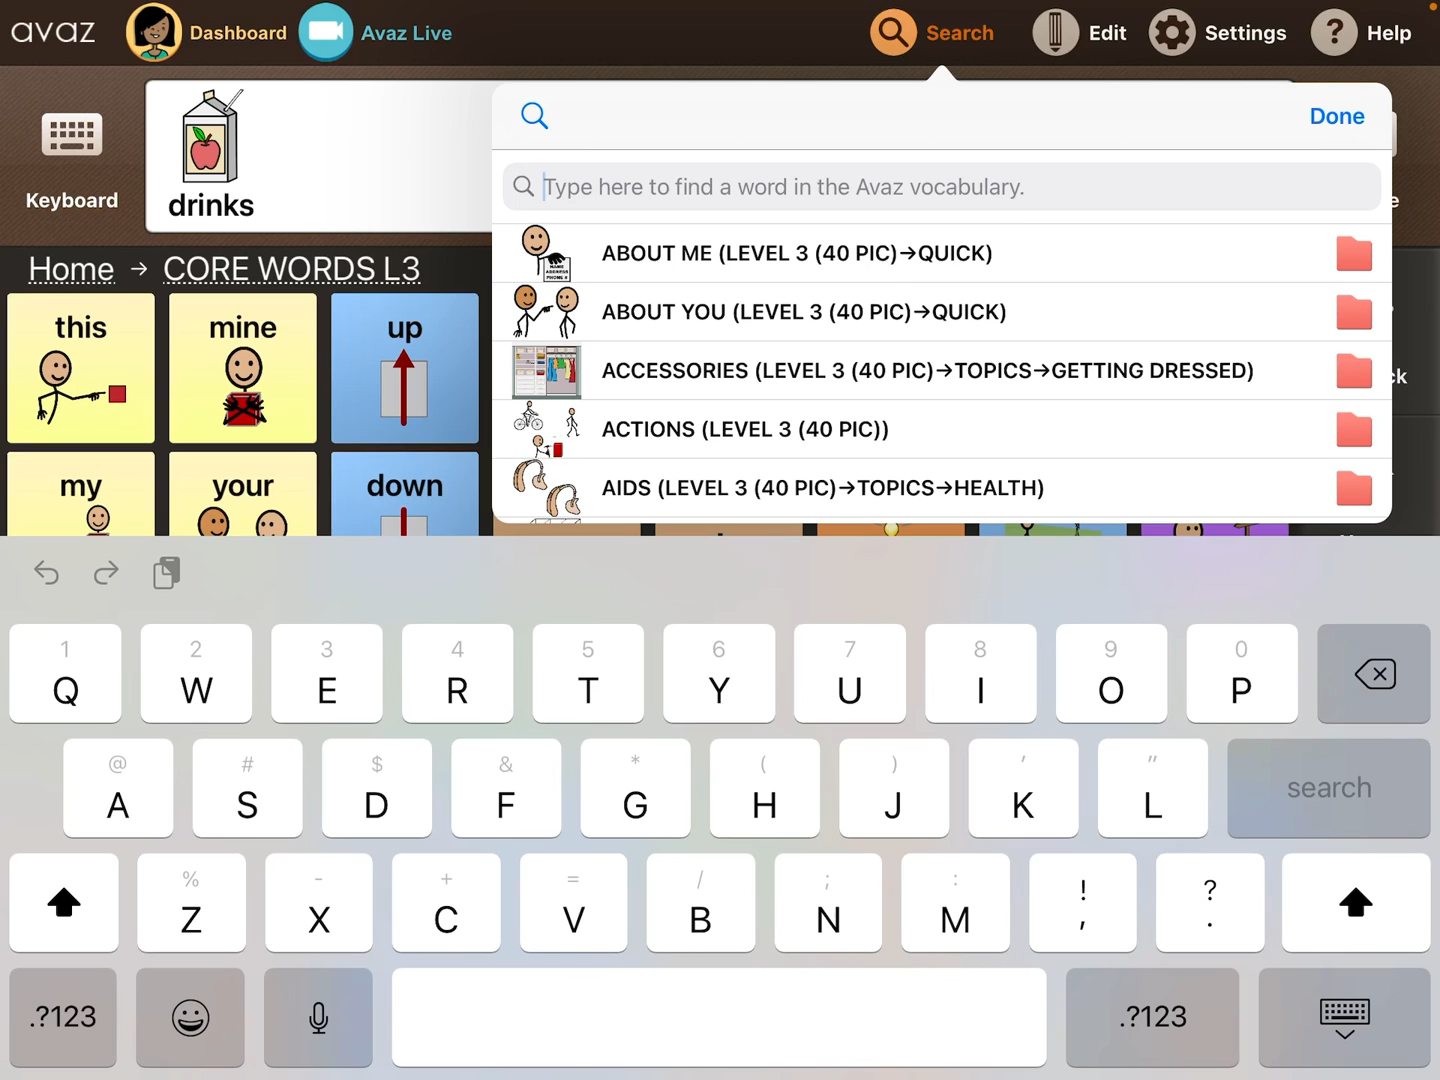 avaz Dashboard Avaz Live Search Edit Settings ? Help
Done
Type here to find a word in the Avaz vocabulary.
Keyboard
drinks
ABOUT ME (LEVEL 3 (40 PIC)→QUICK)
NAME
ADDRESS
PHONE #
ABOUT YOU (LEVEL 3 (40 PIC)→QUICK)
ACCESSORIES (LEVEL 3 (40 PIC)→TOPICS→GETTING DRESSED)
ACTIONS (LEVEL 3 (40 PIC))
AIDS (LEVEL 3 (40 PIC)→TOPICS→HEALTH)
Home → CORE WORDS L3
this mine up
my your down
1 2 3 4 5 6 7 8 9 0
Q W E R T Y U I O P
@ # $ & * ( ) ' "
A S D F G H J K L search
% - + = / ; : ! ?
Z X C V B N M , .
.?123 .?123